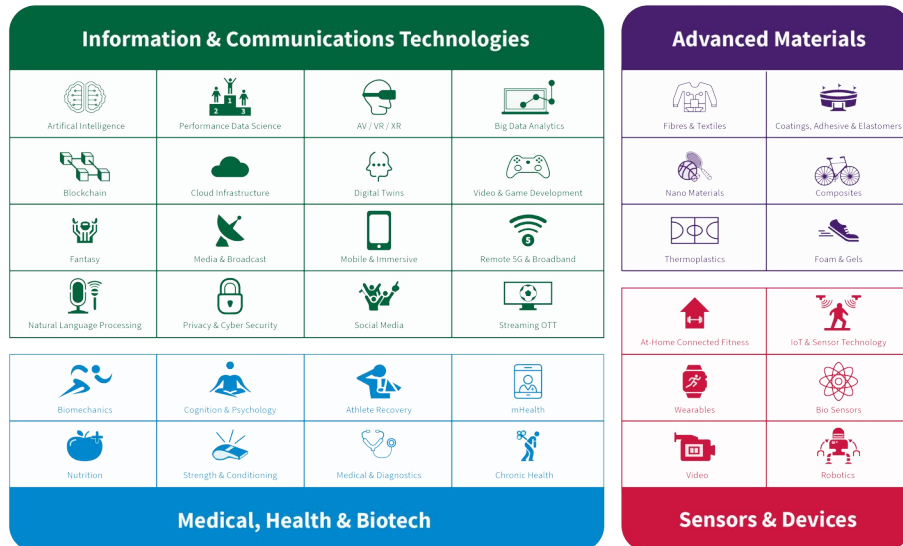 Information & Communications Technologies
Artifical Intelligence
Performance Data Science
AV / VR / XR
Big Data Analytics
Blockchain
Cloud Infrastructure
Digital Twins
Video & Game Development
Fantasy
Media & Broadcast
Mobile & Immersive
5
Remote 5G & Broadband
Natural Language Processing
Privacy & Cyber Security
Social Media
Streaming OTT
1
2
3
Advanced Materials
Fibres & Textiles
Coatings, Adhesive & Elastomers
Nano Materials
Composites
Thermoplastics
Foam & Gels
Biomechanics
Cognition & Psychology
Athlete Recovery
mHealth
Nutrition
Strength & Conditioning
Medical & Diagnostics
Chronic Health
Medical, Health & Biotech
At-Home Connected Fitness
IoT & Sensor Technology
Wearables
Bio Sensors
Video
Robotics
Sensors & Devices